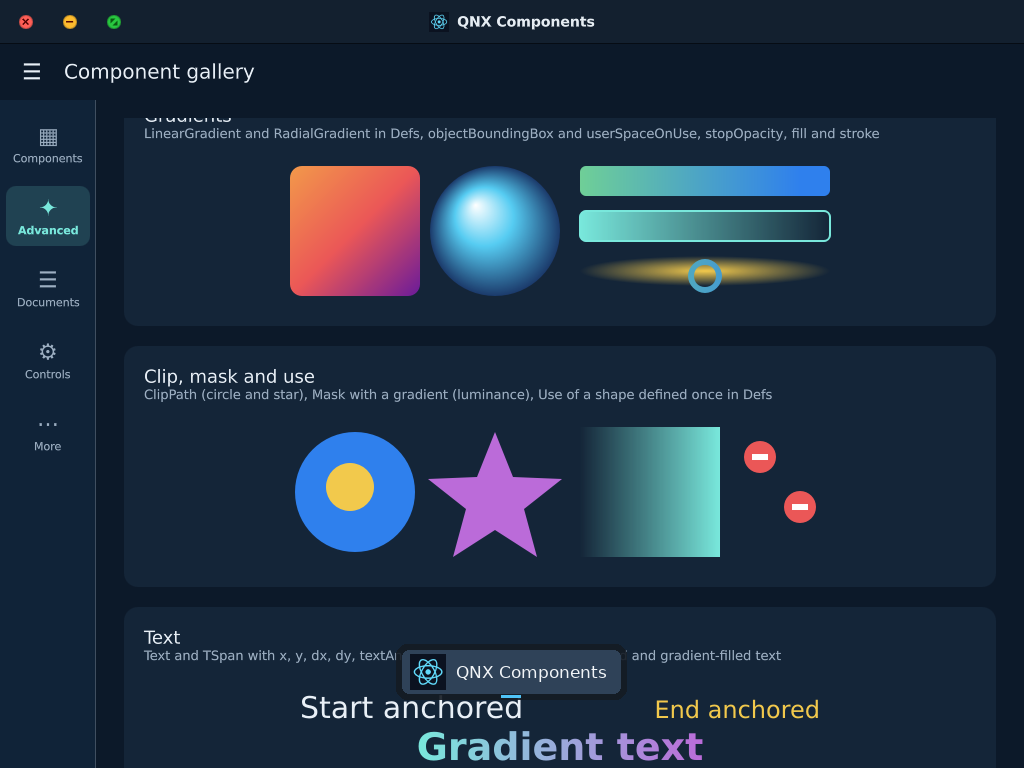 QNX Components
Component gallery
Components
Advanced
Documents
Controls
More
Gradients
LinearGradient and RadialGradient in Defs, objectBoundingBox and userSpaceOnUse, stopOpacity, fill and stroke
Clip, mask and use
ClipPath (circle and star), Mask with a gradient (luminance), Use of a shape defined once in Defs
Text
Text and TSpan with x, y, dx, dy, and gradient-filled text
QNX Components
Start anchored
End anchored
Gradient text